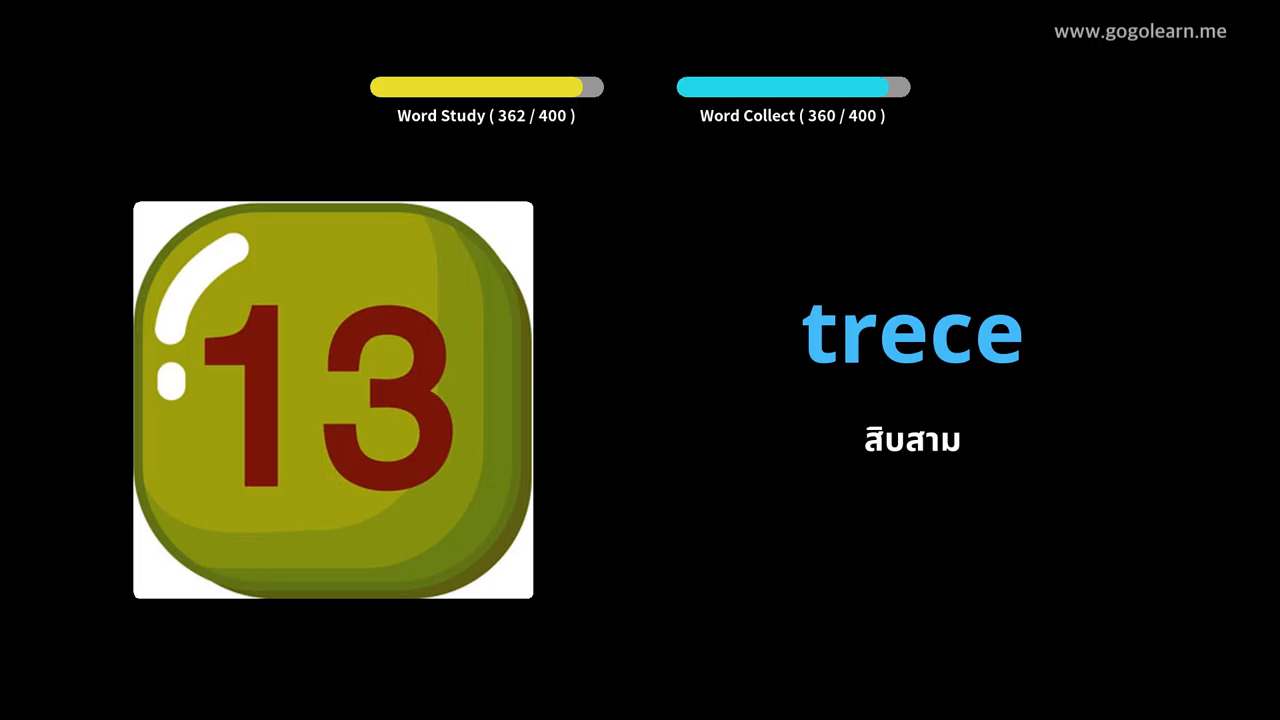 www.gogolearn.me
Word Study ( 362 / 400 )
Word Collect ( 360 / 400 )
13
trece
สิบสาม